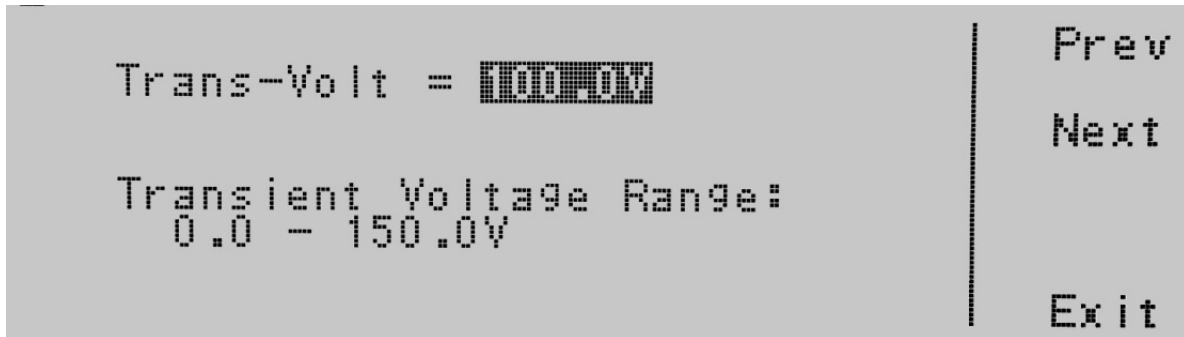 Trans-Volt = 100.0V
Transient Voltage Range:
0.0 - 150.0V
Prev
Next
Exit